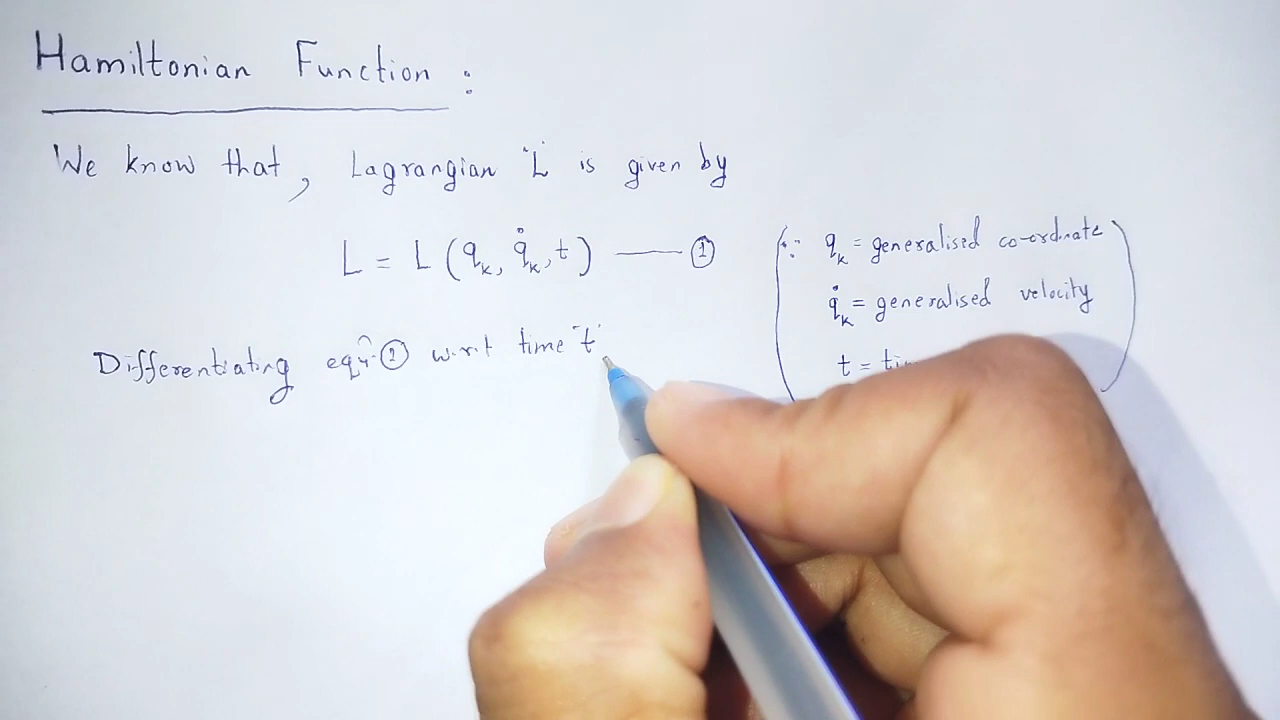 Hamiltonian Function :
We know that, Lagrangian "L" is given by
L = L (qₖ, q̇ₖ, t) —— ①
(∵ qₖ = generalised co-ordinate
q̇ₖ = generalised velocity
t =
Differentiating eqⁿ. ① w.r.t time "t"